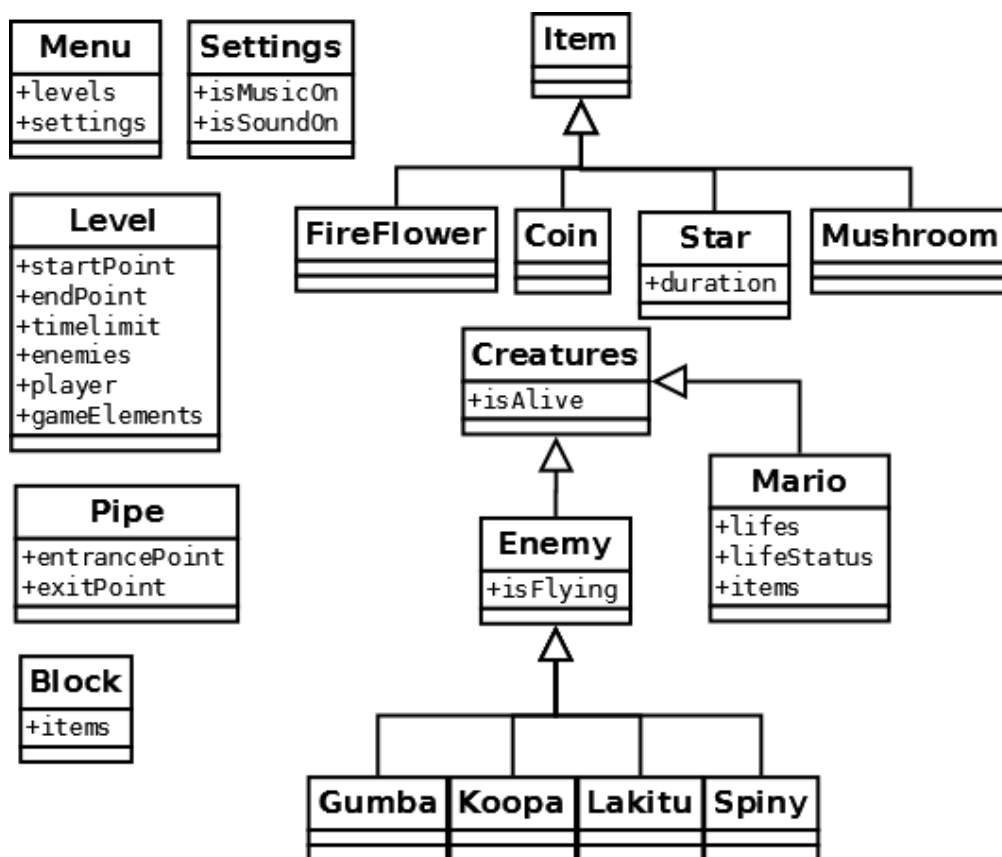 Menu
+levels
+settings
Settings
+isMusicOn
+isSoundOn
Item
FireFlower
Coin
Star
+duration
Mushroom
Level
+startPoint
+endPoint
+timelimit
+enemies
+player
+gameElements
Creatures
+isAlive
Mario
+lifes
+lifeStatus
+items
Pipe
+entrancePoint
+exitPoint
Enemy
+isFlying
Block
+items
Gumba
Koopa
Lakitu
Spiny